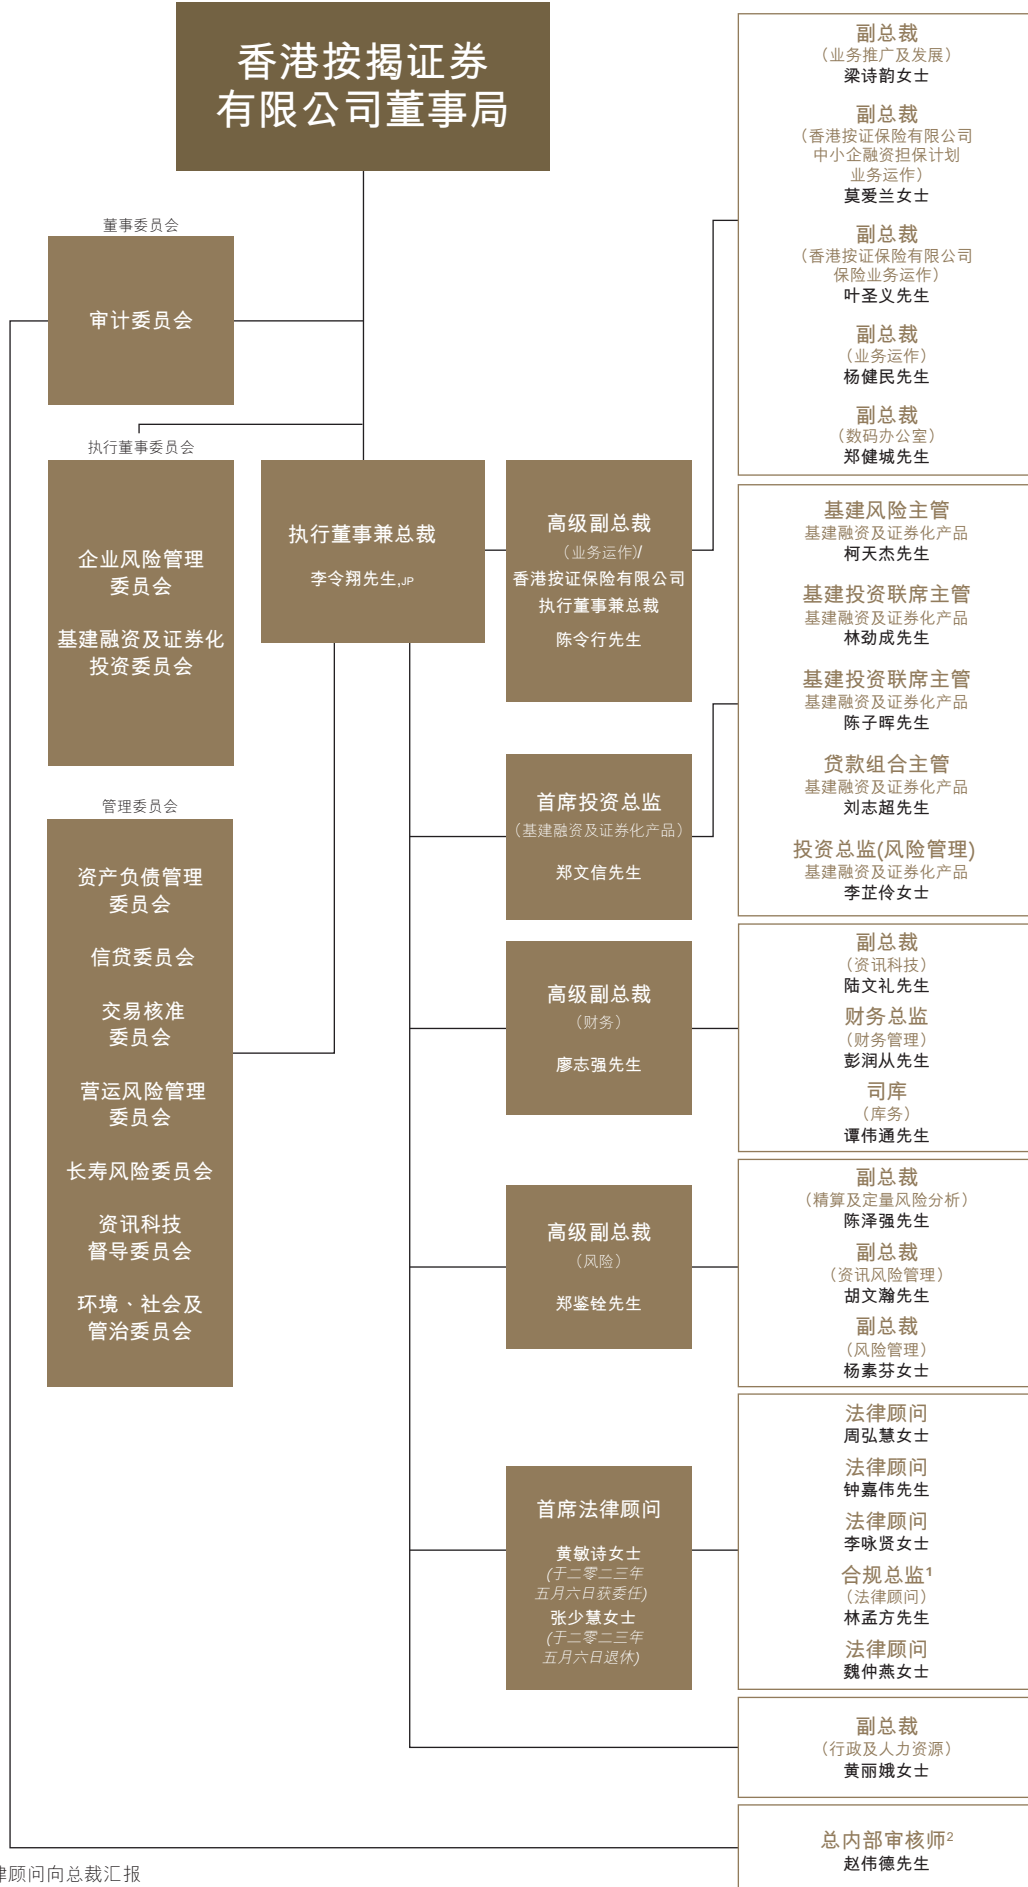 香港按揭证券
有限公司董事局
董事委员会
审计委员会
执行董事委员会
企业风险管理
委员会
基建融资及证券化
投资委员会
管理委员会
资产负债管理
委员会
信贷委员会
交易核准
委员会
营运风险管理
委员会
长寿风险委员会
资讯科技
督导委员会
环境、社会及
管治委员会
执行董事兼总裁
李令翔先生,JP
高级副总裁
（业务运作）/
香港按证保险有限公司
执行董事兼总裁
陈令行先生
首席投资总监
（基建融资及证券化产品）
郑文信先生
高级副总裁
（财务）
廖志强先生
高级副总裁
（风险）
郑鉴铨先生
首席法律顾问
黄敏诗女士
(于二零二三年
五月六日获委任)
张少慧女士
(于二零二三年
五月六日退休)
副总裁
（业务推广及发展）
梁诗韵女士
副总裁
（香港按证保险有限公司
中小企融资担保计划
业务运作）
莫爱兰女士
副总裁
（香港按证保险有限公司
保险业务运作）
叶圣义先生
副总裁
（业务运作）
杨健民先生
副总裁
（数码办公室）
郑健城先生
基建风险主管
基建融资及证券化产品
柯天杰先生
基建投资联席主管
基建融资及证券化产品
林劲成先生
基建投资联席主管
基建融资及证券化产品
陈子晖先生
贷款组合主管
基建融资及证券化产品
刘志超先生
投资总监(风险管理)
基建融资及证券化产品
李芷伶女士
副总裁
（资讯科技）
陆文礼先生
财务总监
（财务管理）
彭润从先生
司库
（库务）
谭伟通先生
副总裁
（精算及定量风险分析）
陈泽强先生
副总裁
（资讯风险管理）
胡文瀚先生
副总裁
（风险管理）
杨素芬女士
法律顾问
周弘慧女士
法律顾问
钟嘉伟先生
法律顾问
李咏贤女士
合规总监¹
（法律顾问）
林孟方先生
法律顾问
魏仲燕女士
副总裁
（行政及人力资源）
黄丽娥女士
总内部审核师²
赵伟德先生
律顾问向总裁汇报